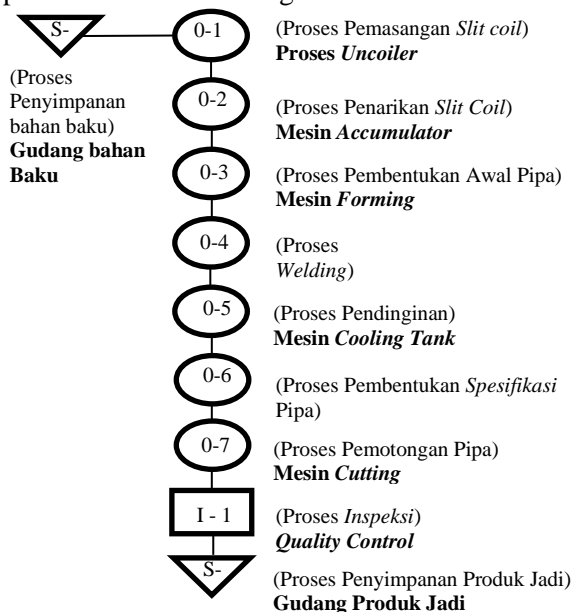 S-
0-1
(Proses Pemasangan Slit coil)
Proses Uncoiler
(Proses
Penyimpanan
bahan baku)
Gudang bahan
Baku
0-2
(Proses Penarikan Slit Coil)
Mesin Accumulator
0-3
(Proses Pembentukan Awal Pipa)
Mesin Forming
0-4
(Proses
Welding)
0-5
(Proses Pendinginan)
Mesin Cooling Tank
0-6
(Proses Pembentukan Spesifikasi
Pipa)
0-7
(Proses Pemotongan Pipa)
Mesin Cutting
I - 1
(Proses Inspeksi)
Quality Control
S-
(Proses Penyimpanan Produk Jadi)
Gudang Produk Jadi